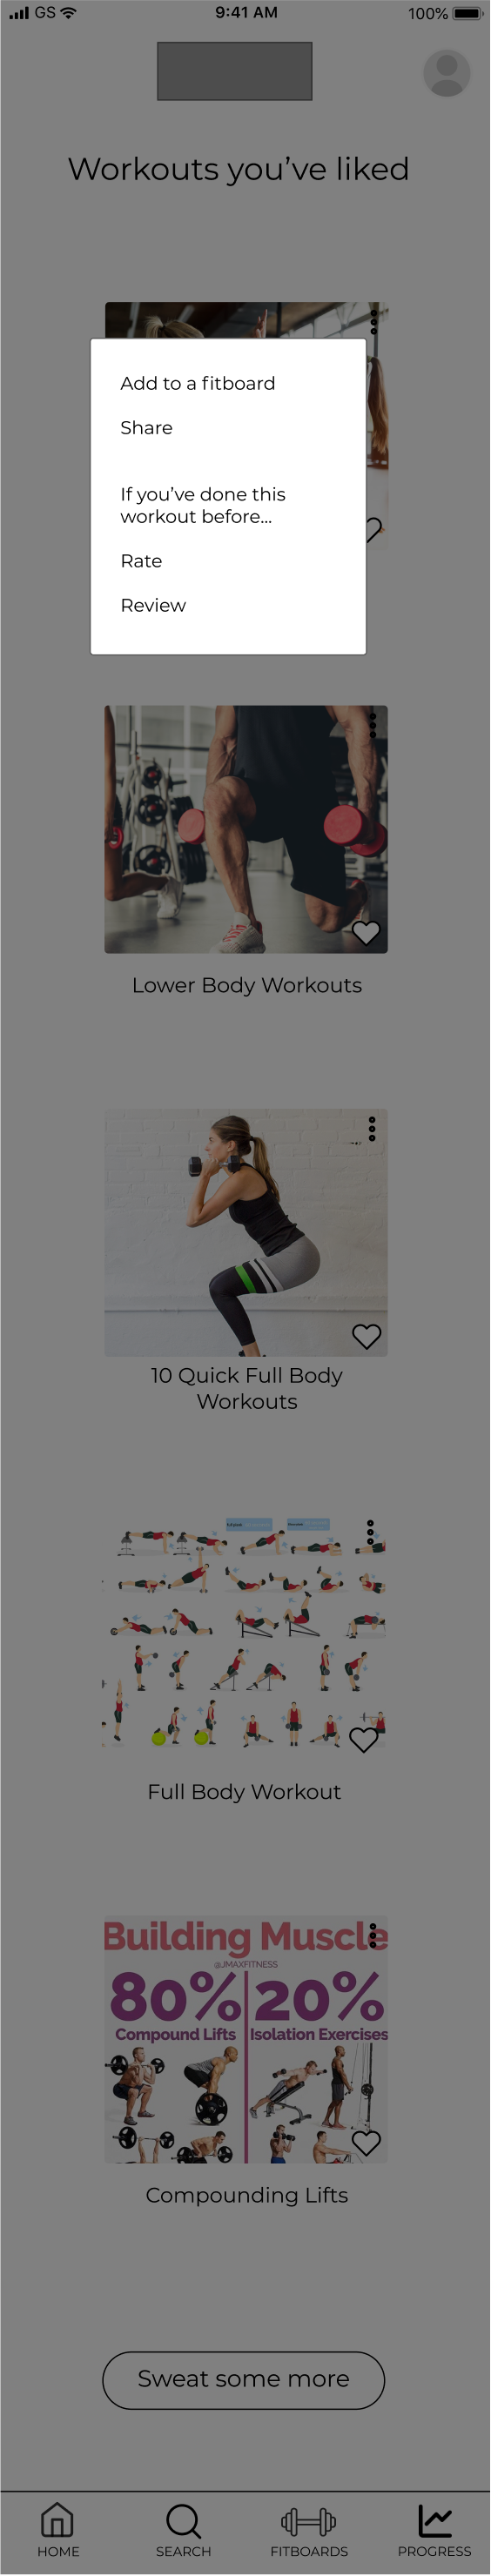 GS 9:41 AM 100%
Workouts you’ve liked
Add to a fitboard
Share
If you’ve done this
workout before...
Rate
Review
Lower Body Workouts
10 Quick Full Body
Workouts
Full Body Workout
Building Muscle
@JMAXFITNESS
80% 20%
Compound Lifts Isolation Exercises
Compounding Lifts
Sweat some more
HOME SEARCH FITBOARDS PROGRESS